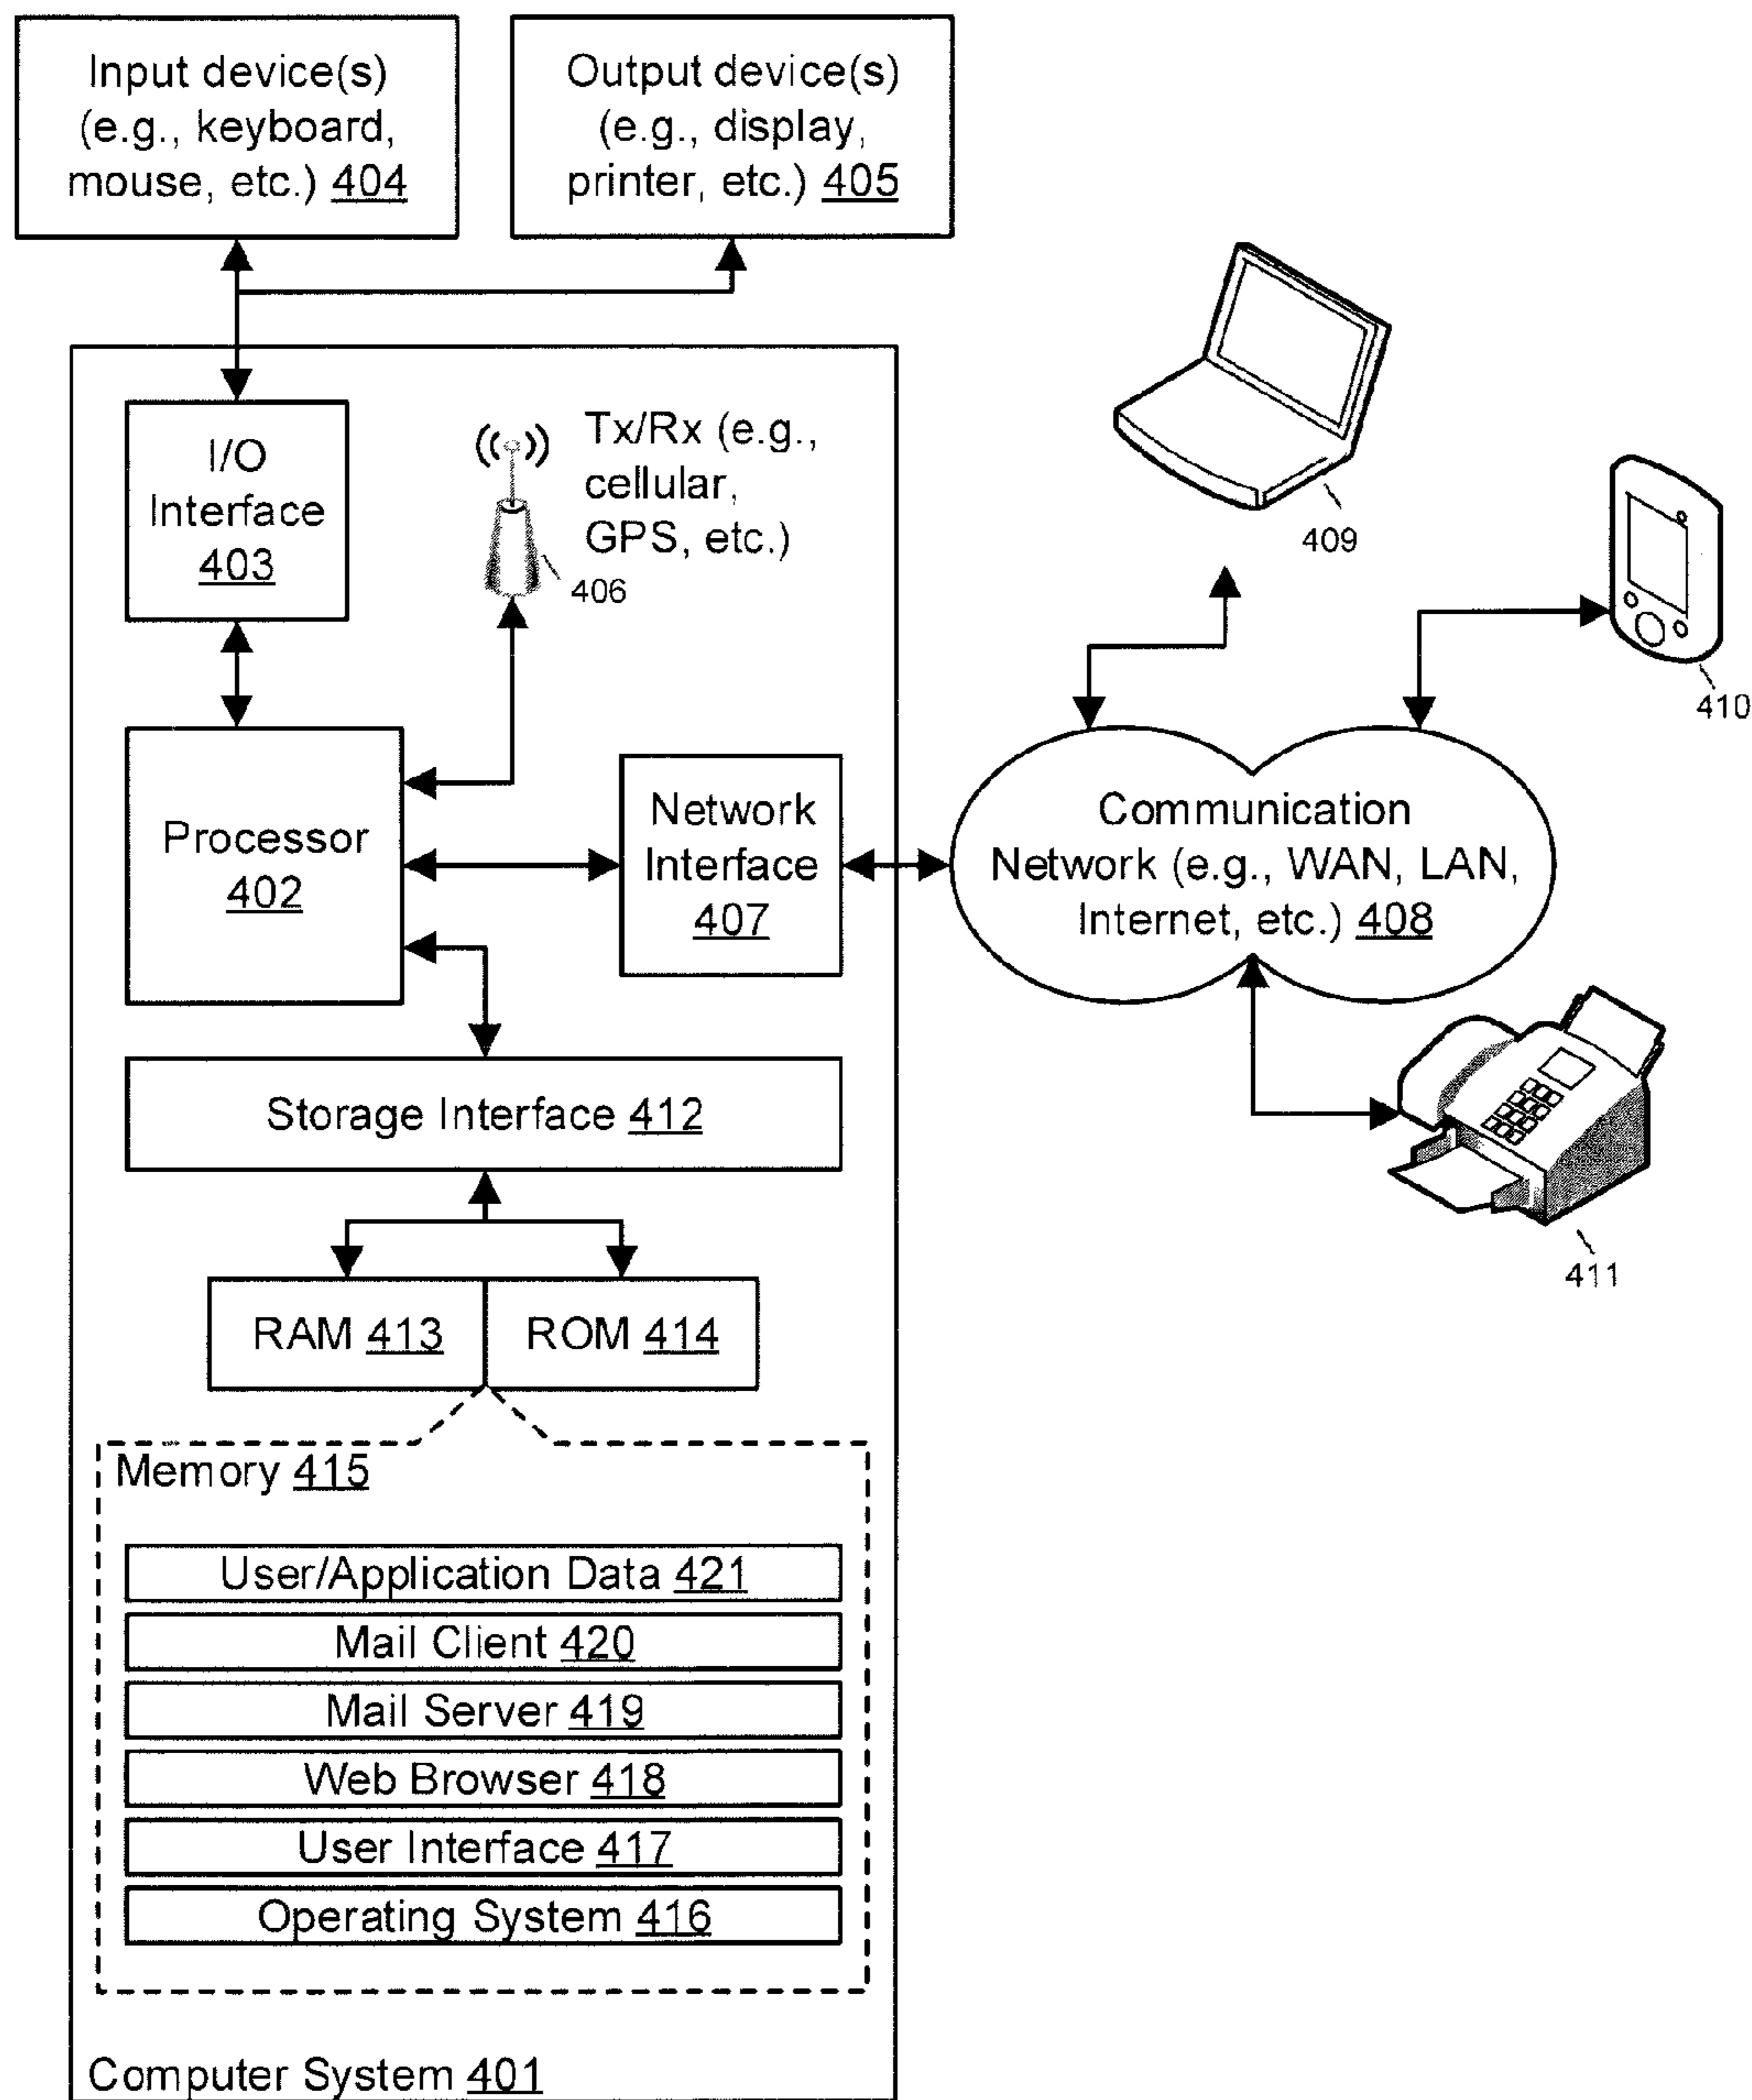 Input device(s)
(e.g., keyboard,
mouse, etc.) 404
Output device(s)
(e.g., display,
printer, etc.) 405
I/O
Interface
403
Tx/Rx (e.g.,
cellular,
GPS, etc.)
406
409
410
Processor
402
Network
Interface
407
Communication
Network (e.g., WAN, LAN,
Internet, etc.) 408
411
Storage Interface 412
RAM 413
ROM 414
Memory 415
User/Application Data 421
Mail Client 420
Mail Server 419
Web Browser 418
User Interface 417
Operating System 416
Computer System 401